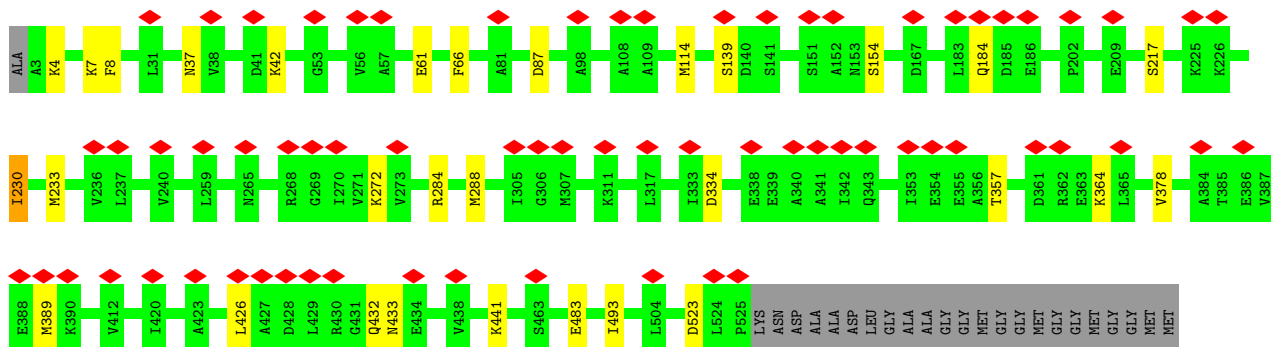 ALA A3 K4 K7 F8 L31 N37 V38 D41 K42 G53 V56 A57 E61 F66 A81 D87 A98 A108 A109 M114 S139 D140 S141 S151 A152 N153 S154 D167 L183 Q184 D185 E186 P202 E209 S217 K225 K226
I230 M233 V236 L237 V240 L259 N265 R268 G269 I270 V271 K272 V273 R284 M288 I305 G306 M307 K311 L317 I333 D334 E338 E339 A340 A341 I342 Q343 I353 E354 E355 A356 T357 D361 R362 E363 K364 L365 V378 A384 T385 E386 V387
E388 M389 K390 V412 I420 A423 L426 A427 D428 L429 R430 G431 Q432 N433 E434 V438 K441 S463 E483 I493 L504 D523 L524 P525 LYS ASN ASP ALA ALA ASP LEU GLY ALA ALA GLY GLY MET GLY GLY MET GLY GLY MET GLY GLY MET MET